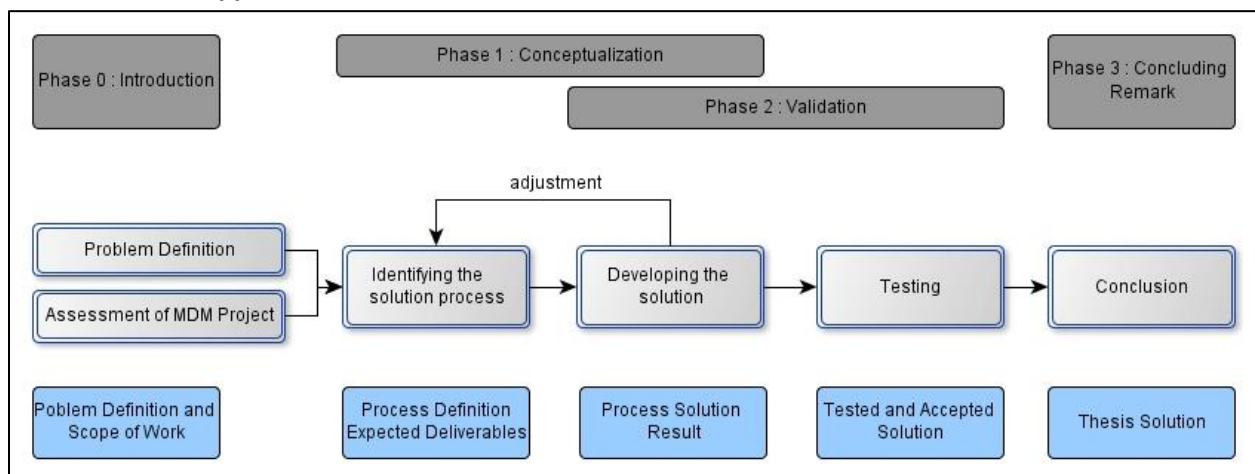 Phase 0 : Introduction
Phase 1 : Conceptualization
Phase 2 : Validation
Phase 3 : Concluding
Remark
adjustment
Problem Definition
Assessment of MDM Project
Identifying the
solution process
Developing the
solution
Testing
Conclusion
Poblem Definition and
Scope of Work
Process Definition
Expected Deliverables
Process Solution
Result
Tested and Accepted
Solution
Thesis Solution